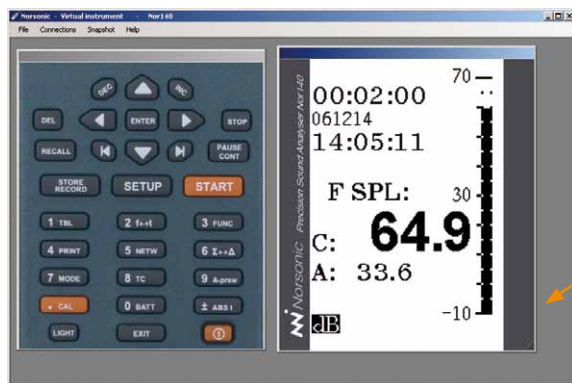 Norsonic - Virtual instrument - Nor140
File Connections Snapshot Help
DEC INC
DEL ENTER STOP
RECALL PAUSE CONT
STORE RECORD SETUP START
1 TBL 2 f↔t 3 FUNC
4 PRINT 5 NETW 6 Σ↔Δ
7 MODE 8 TC 9 A-prew
. CAL 0 BATT ± ABS t
LIGHT EXIT
Norsonic Precision Sound Analyser Nor140
00:02:00
061214
14:05:11
F SPL:
C: 64.9
A: 33.6
dB
70
30
-10